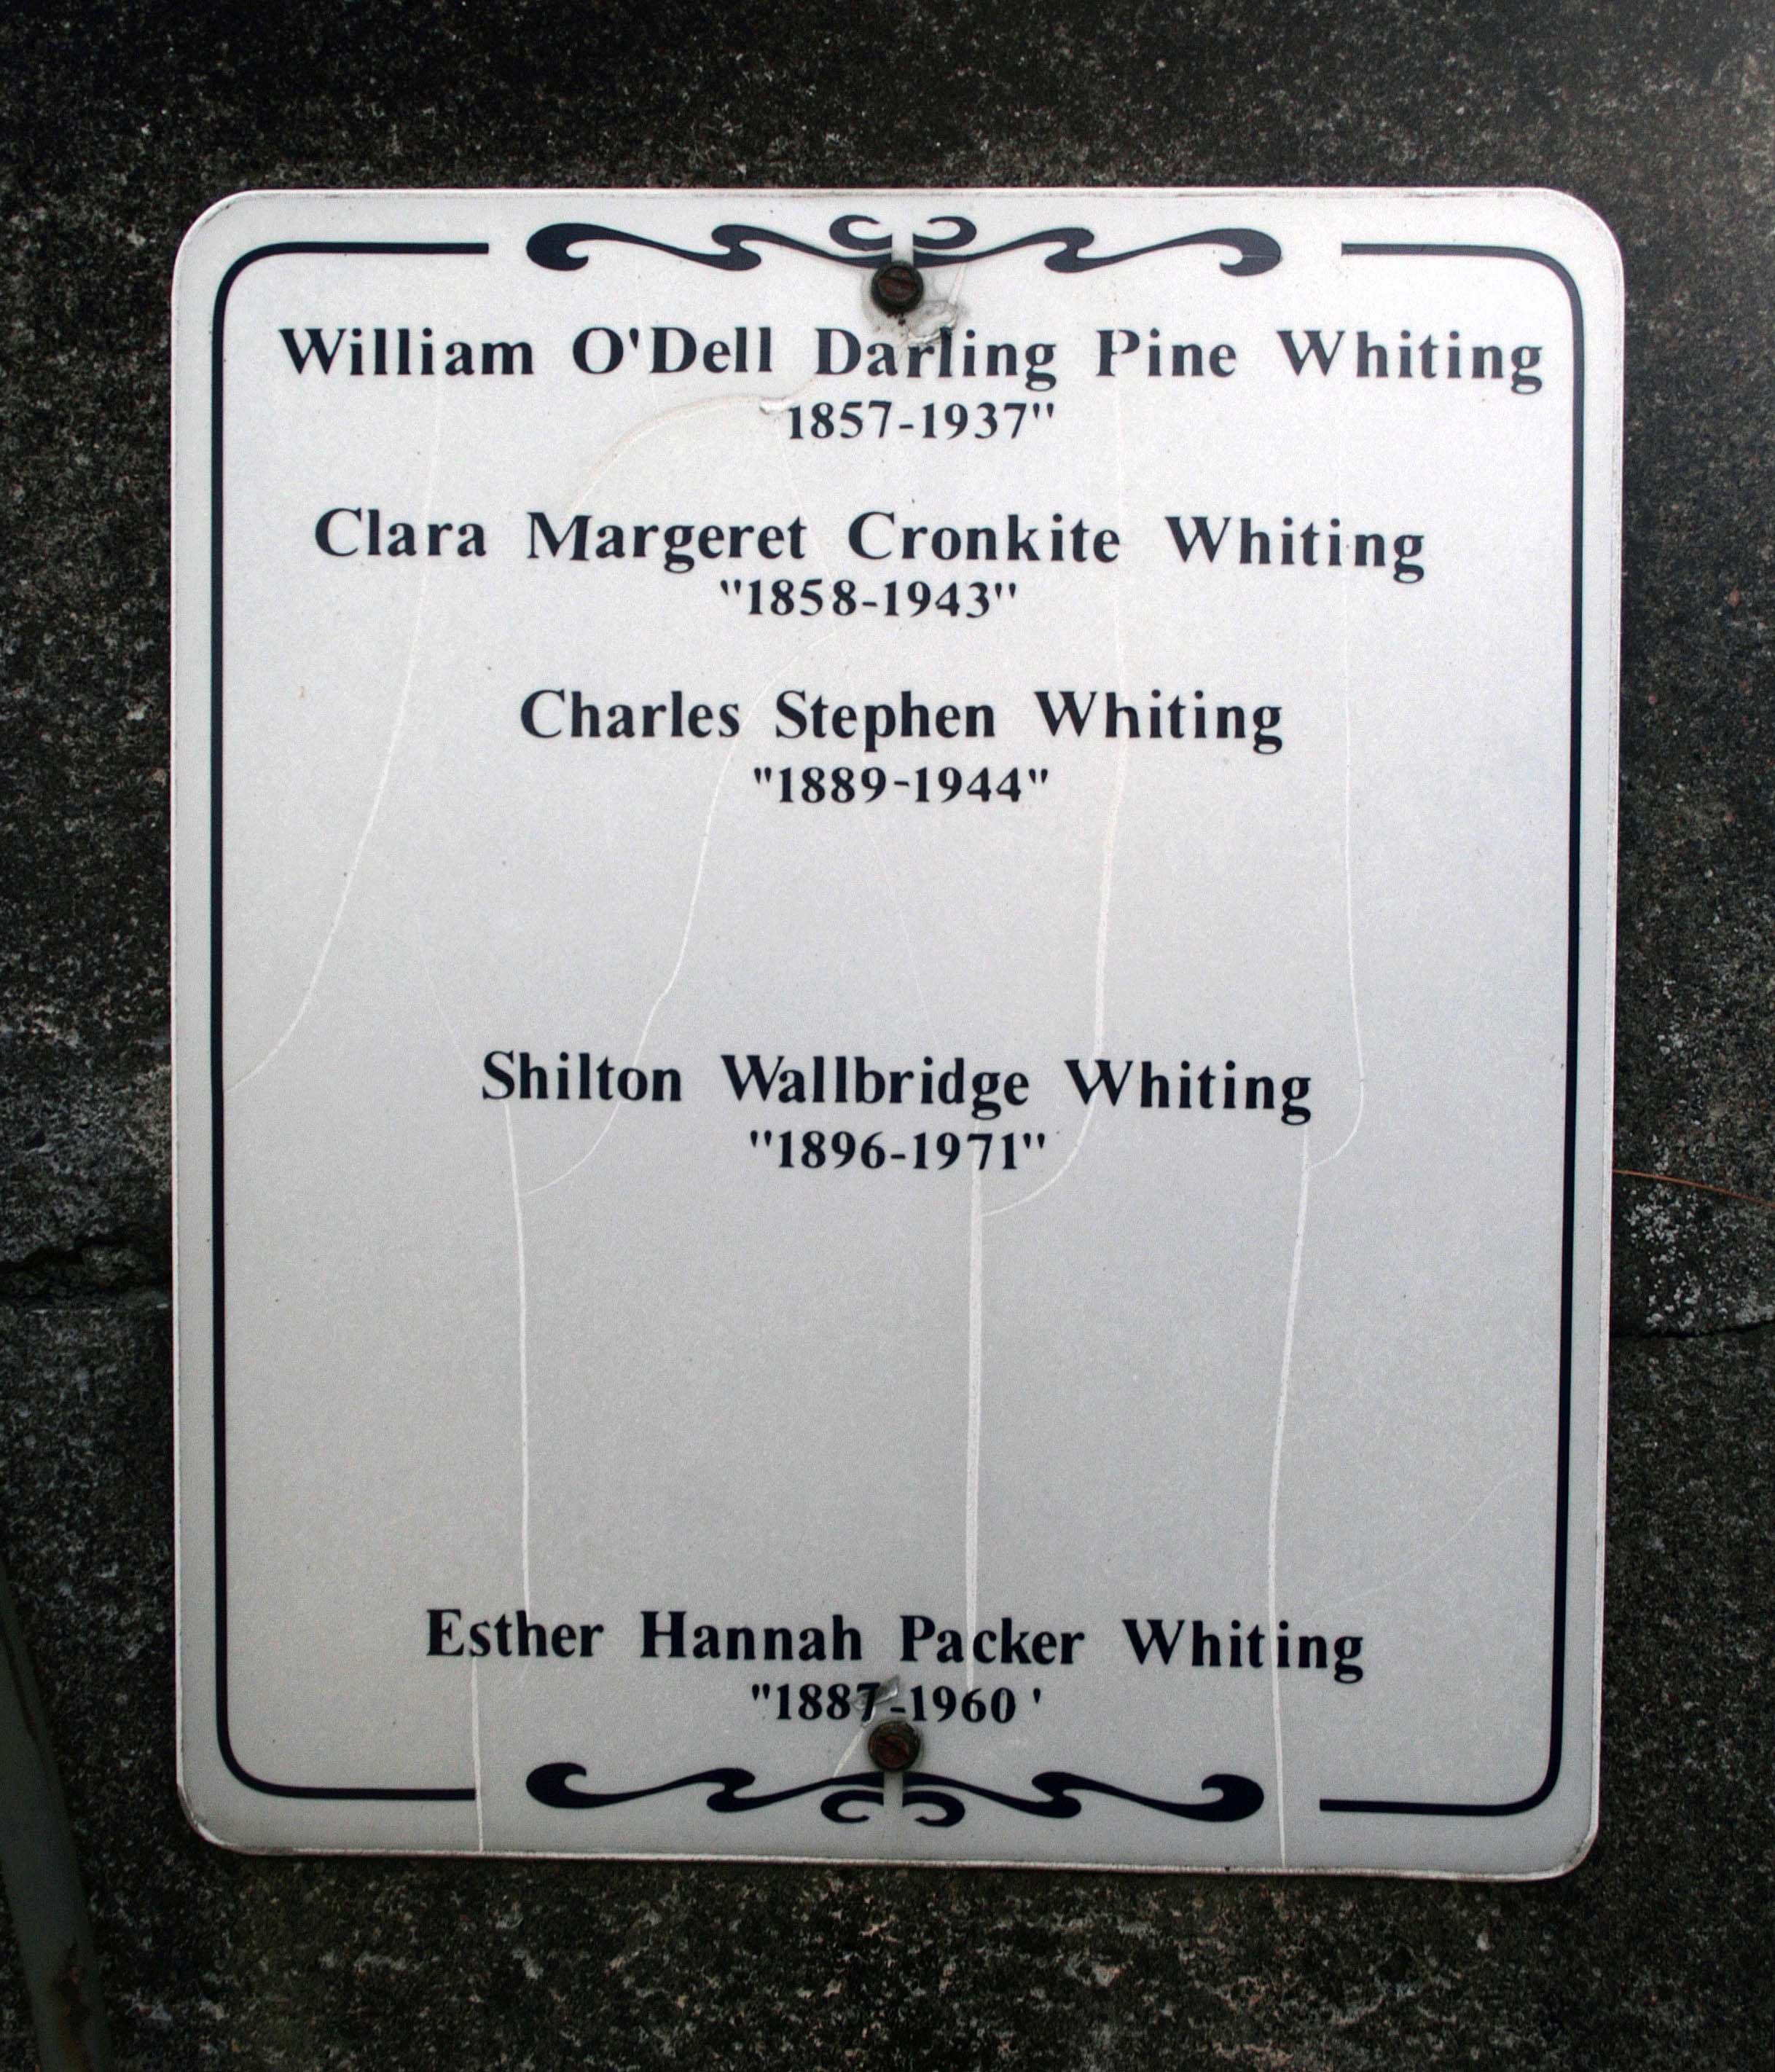 William O'Dell Darling Pine Whiting
1857-1937"
Clara Margeret Cronkite Whiting
"1858-1943"
Charles Stephen Whiting
"1889-1944"
Shilton Wallbridge Whiting
"1896-1971"
Esther Hannah Packer Whiting
"1887-1960 '